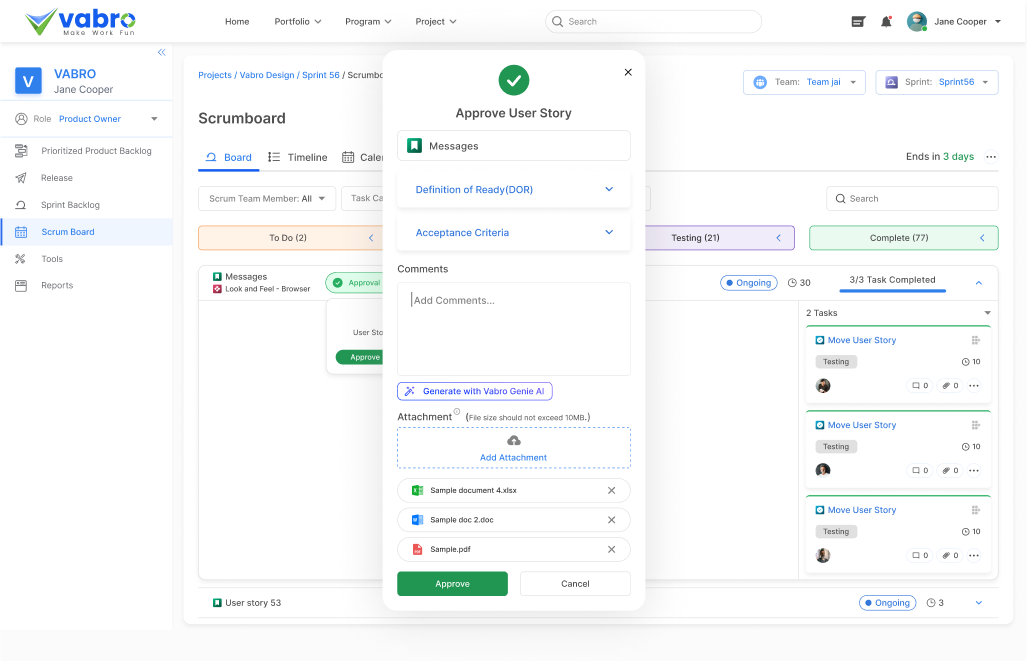 vabro
Make Work Fun
Home
Portfolio
Program
Project
Search
Jane Cooper
V
VABRO
Jane Cooper
Role Product Owner
Prioritized Product Backlog
Release
Sprint Backlog
Scrum Board
Tools
Reports
Projects / Vabro Design / Sprint 56 / Scrumbo
Team: Team jai
Sprint: Sprint56
Scrumboard
Board
Timeline
Caler
Ends in 3 days
Scrum Team Member: All
Task Ca
Search
To Do (2)
Testing (21)
Complete (77)
Messages
Look and Feel - Browser
Approval
Ongoing
30
3/3 Task Completed
User Sto
Approve
2 Tasks
Move User Story
Testing
10
0
0
Move User Story
Testing
10
0
0
Move User Story
Testing
10
0
0
User story 53
Ongoing
3
Approve User Story
Messages
Definition of Ready(DOR)
Acceptance Criteria
Comments
Add Comments...
Generate with Vabro Genie AI
Attachment (File size should not exceed 10MB.)
Add Attachment
Sample document 4.xlsx
Sample doc 2.doc
Sample.pdf
Approve
Cancel